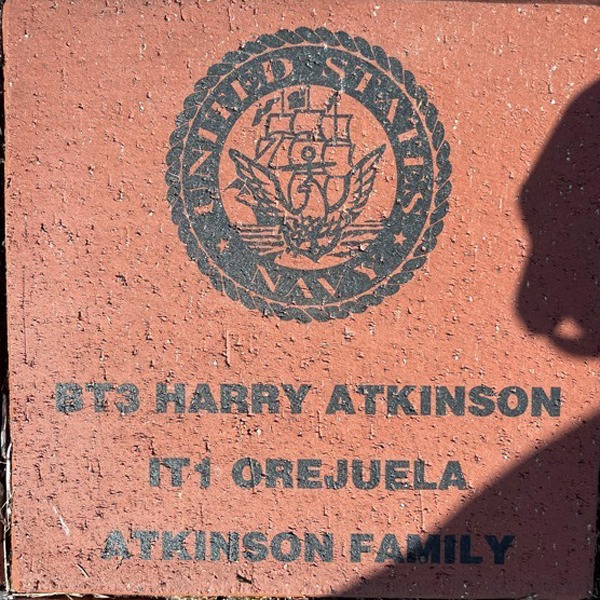 UNITED STATES
NAVY
BT3 HARRY ATKINSON
IT1 OREJUELA
ATKINSON FAMILY